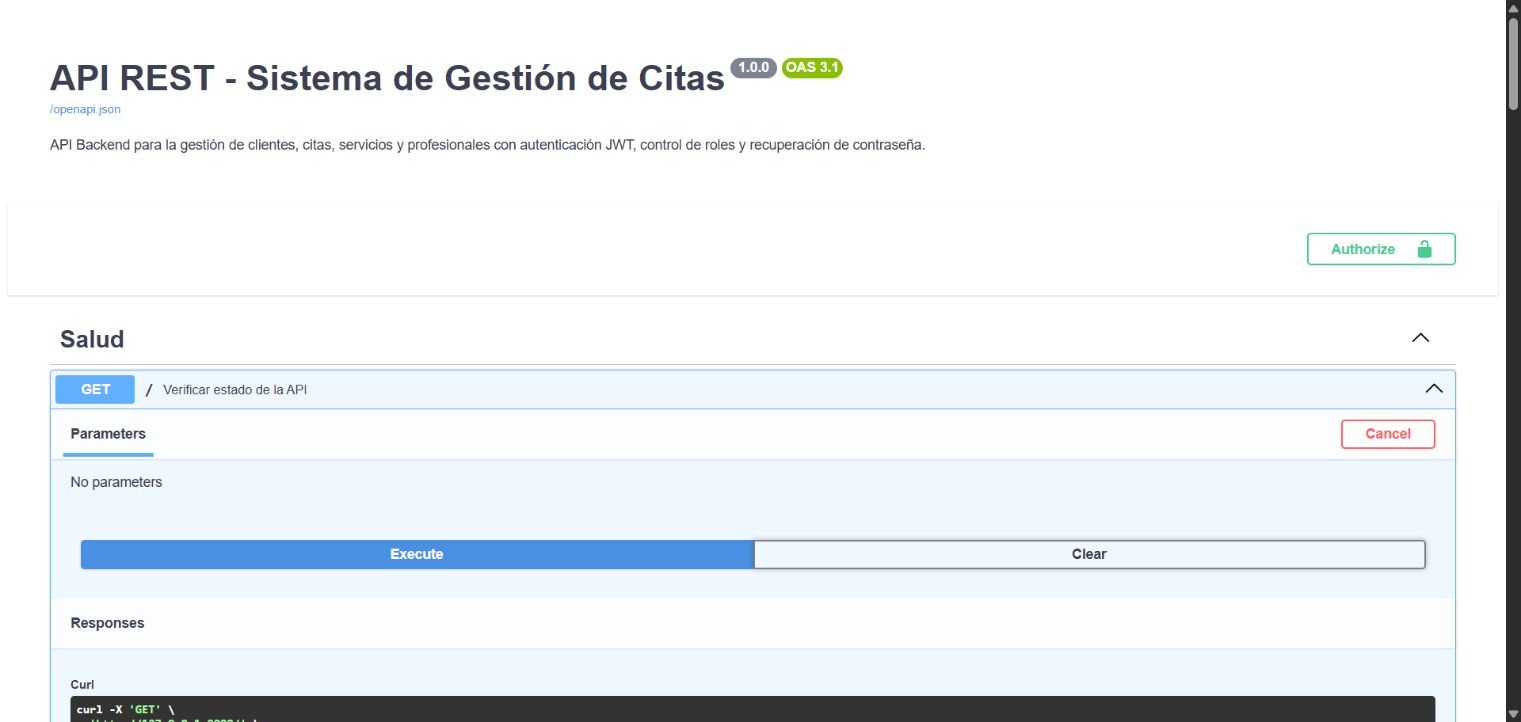 API REST - Sistema de Gestión de Citas 1.0.0 OAS 3.1
/openapi.json
API Backend para la gestión de clientes, citas, servicios y profesionales con autenticación JWT, control de roles y recuperación de contraseña.
Authorize
Salud
GET / Verificar estado de la API
Parameters
Cancel
No parameters
Execute
Clear
Responses
Curl
curl -X 'GET' \